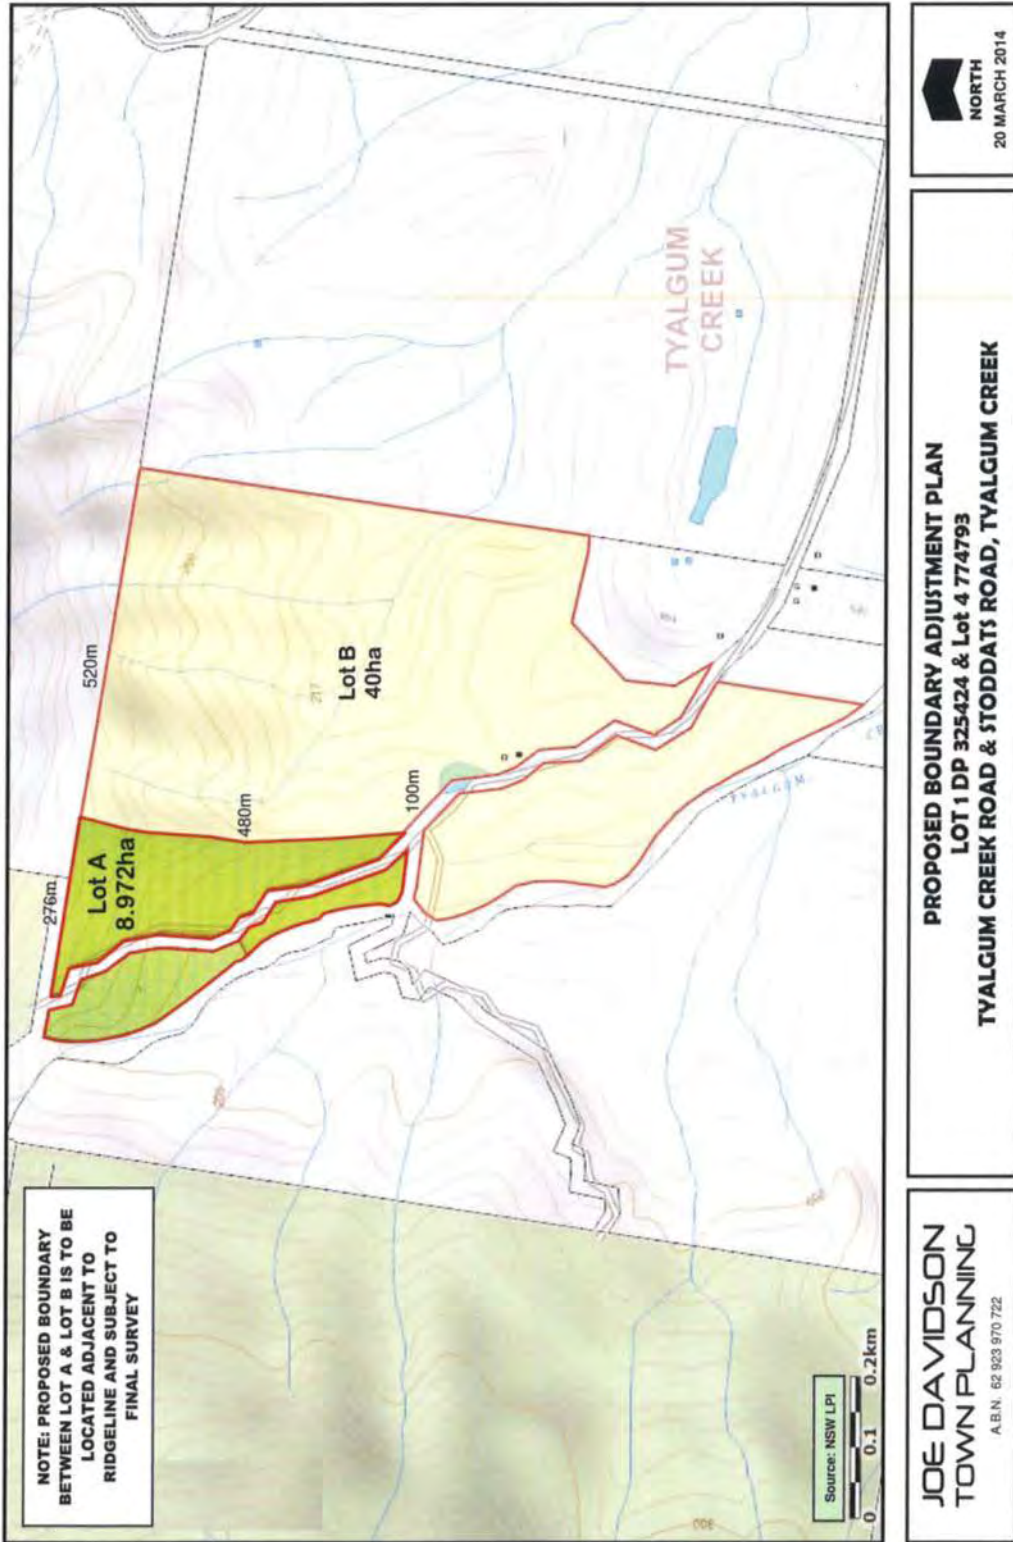 NOTE: PROPOSED BOUNDARY
BETWEEN LOT A & LOT B IS TO BE
LOCATED ADJACENT TO
RIDGELINE AND SUBJECT TO
FINAL SURVEY
276m
Lot A
8.972ha
520m
480m
100m
Lot B
40ha
217
TYALGUM
CREEK
TYALGUM
300
Source: NSW LPI
0 0.1 0.2km
JOE DAVIDSON
TOWN PLANNING
A.B.N. 62 923 970 722
PROPOSED BOUNDARY ADJUSTMENT PLAN
LOT 1 DP 325424 & Lot 4 774793
TYALGUM CREEK ROAD & STODDATS ROAD, TYALGUM CREEK
NORTH
20 MARCH 2014